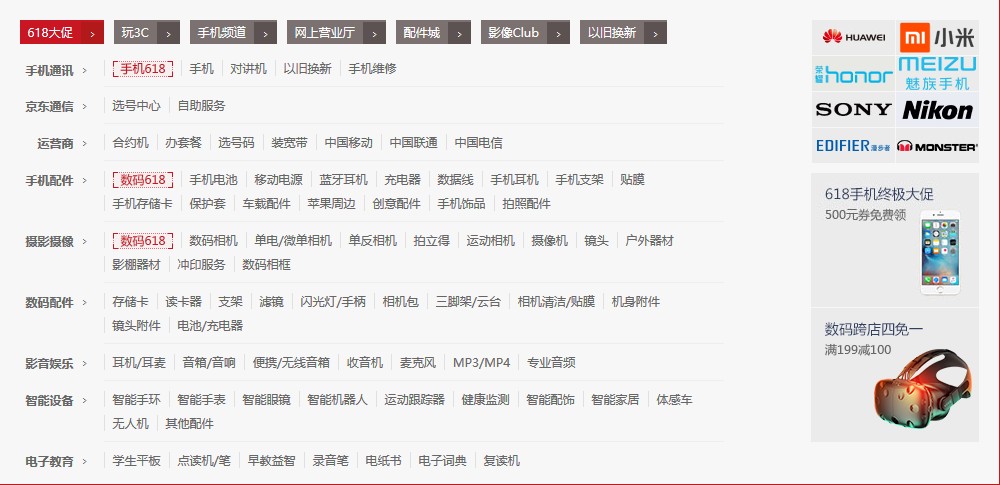 618大促 > 玩3C > 手机频道 > 网上营业厅 > 配件城 > 影像Club > 以旧换新 >
手机通讯 > 手机618 手机 对讲机 以旧换新 手机维修
京东通信 > 选号中心 自助服务
运营商 > 合约机 办套餐 选号码 装宽带 中国移动 中国联通 中国电信
手机配件 > 数码618 手机电池 移动电源 蓝牙耳机 充电器 数据线 手机耳机 手机支架 贴膜
手机存储卡 保护套 车载配件 苹果周边 创意配件 手机饰品 拍照配件
摄影摄像 > 数码618 数码相机 单电/微单相机 单反相机 拍立得 运动相机 摄像机 镜头 户外器材
影棚器材 冲印服务 数码相框
数码配件 > 存储卡 读卡器 支架 滤镜 闪光灯/手柄 相机包 三脚架/云台 相机清洁/贴膜 机身附件
镜头附件 电池/充电器
影音娱乐 > 耳机/耳麦 音箱/音响 便携/无线音箱 收音机 麦克风 MP3/MP4 专业音频
智能设备 > 智能手环 智能手表 智能眼镜 智能机器人 运动跟踪器 健康监测 智能配饰 智能家居 体感车
无人机 其他配件
电子教育 > 学生平板 点读机/笔 早教益智 录音笔 电纸书 电子词典 复读机
HUAWEI
mi 小米
荣耀 honor
MEIZU
魅族手机
SONY
Nikon
EDIFIER 漫步者
MONSTER
618手机终极大促
500元券免费领
数码跨店四免一
满199减100